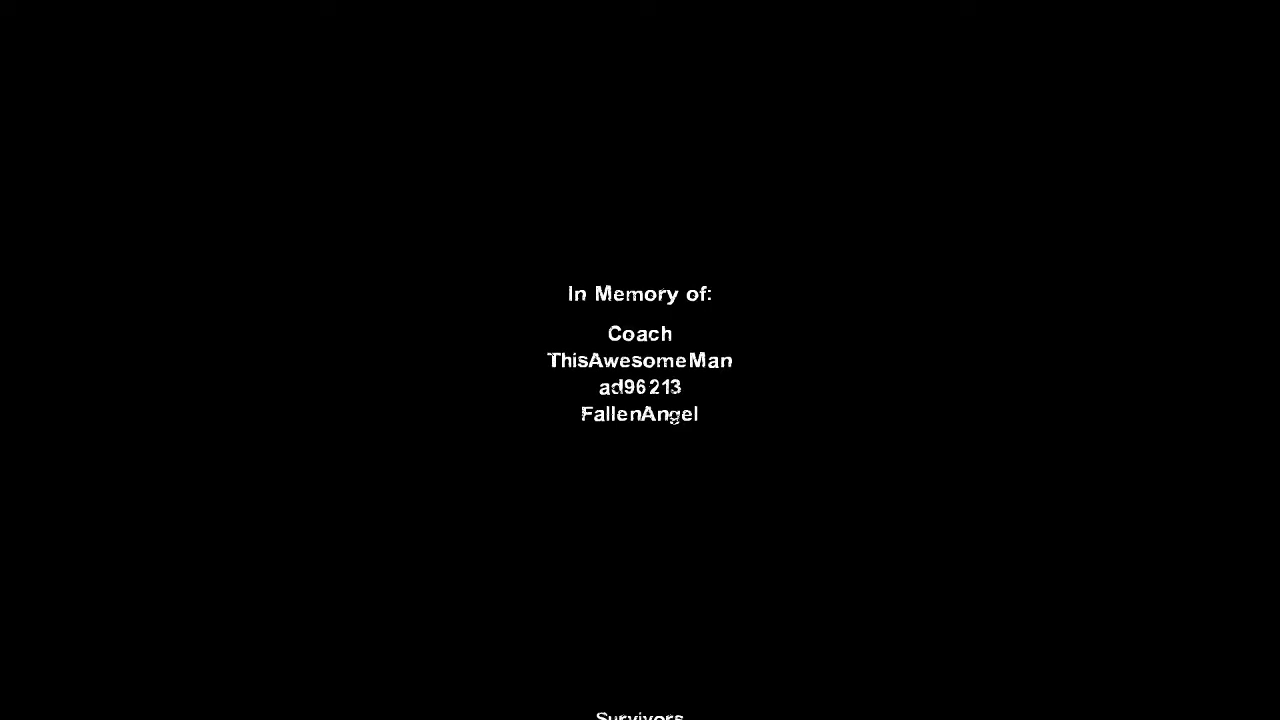 In Memory of:
Coach
ThisAwesomeMan
ad96213
FallenAngel
Survivors